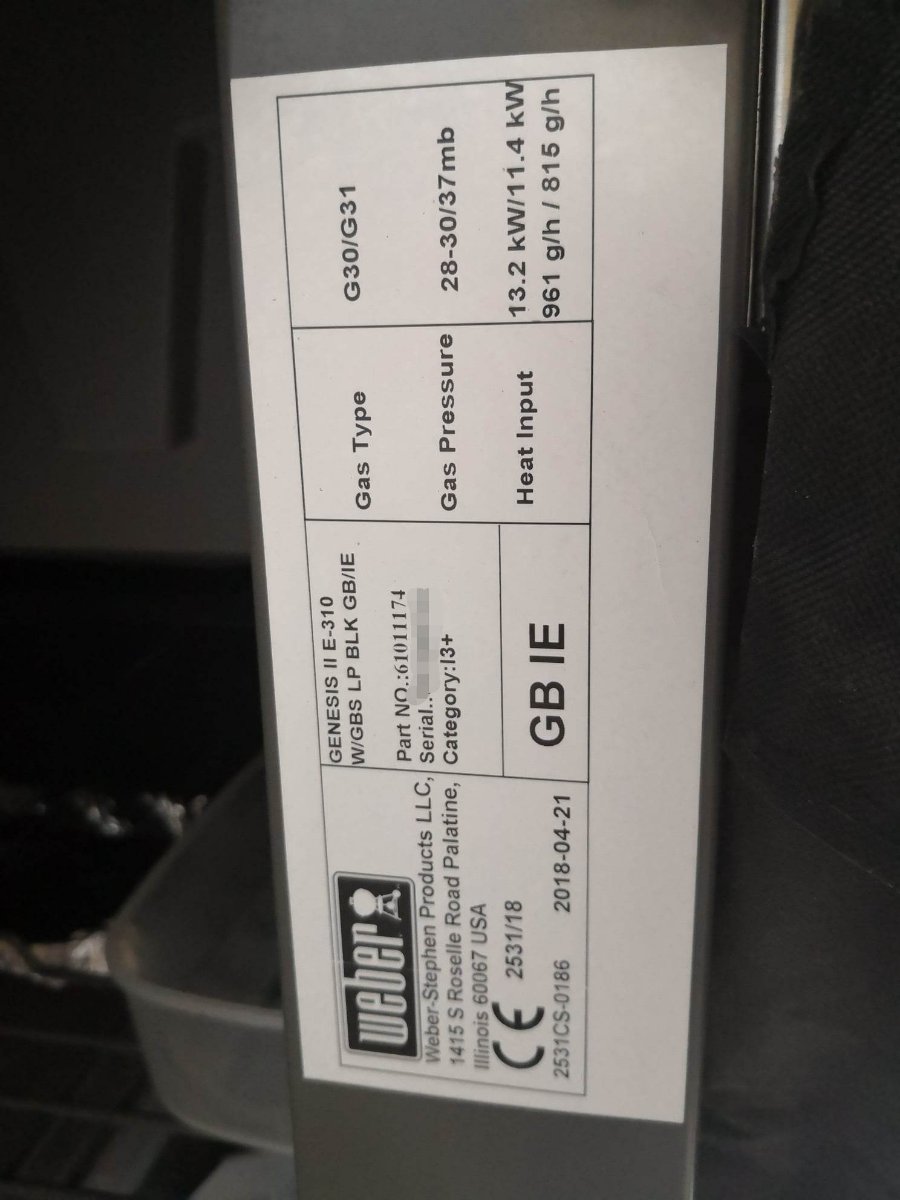 weber
Weber-Stephen Products LLC,
1415 S Roselle Road Palatine,
Illinois 60067 USA
CE 2531/18
2531CS-0186 2018-04-21
GENESIS II E-310
W/GBS LP BLK GB/IE
Part NO.:61011174
Serial..
Category:I3+
GB IE
Gas Type G30/G31
Gas Pressure 28-30/37mb
Heat Input 13.2 kW/11.4 kW
961 g/h / 815 g/h